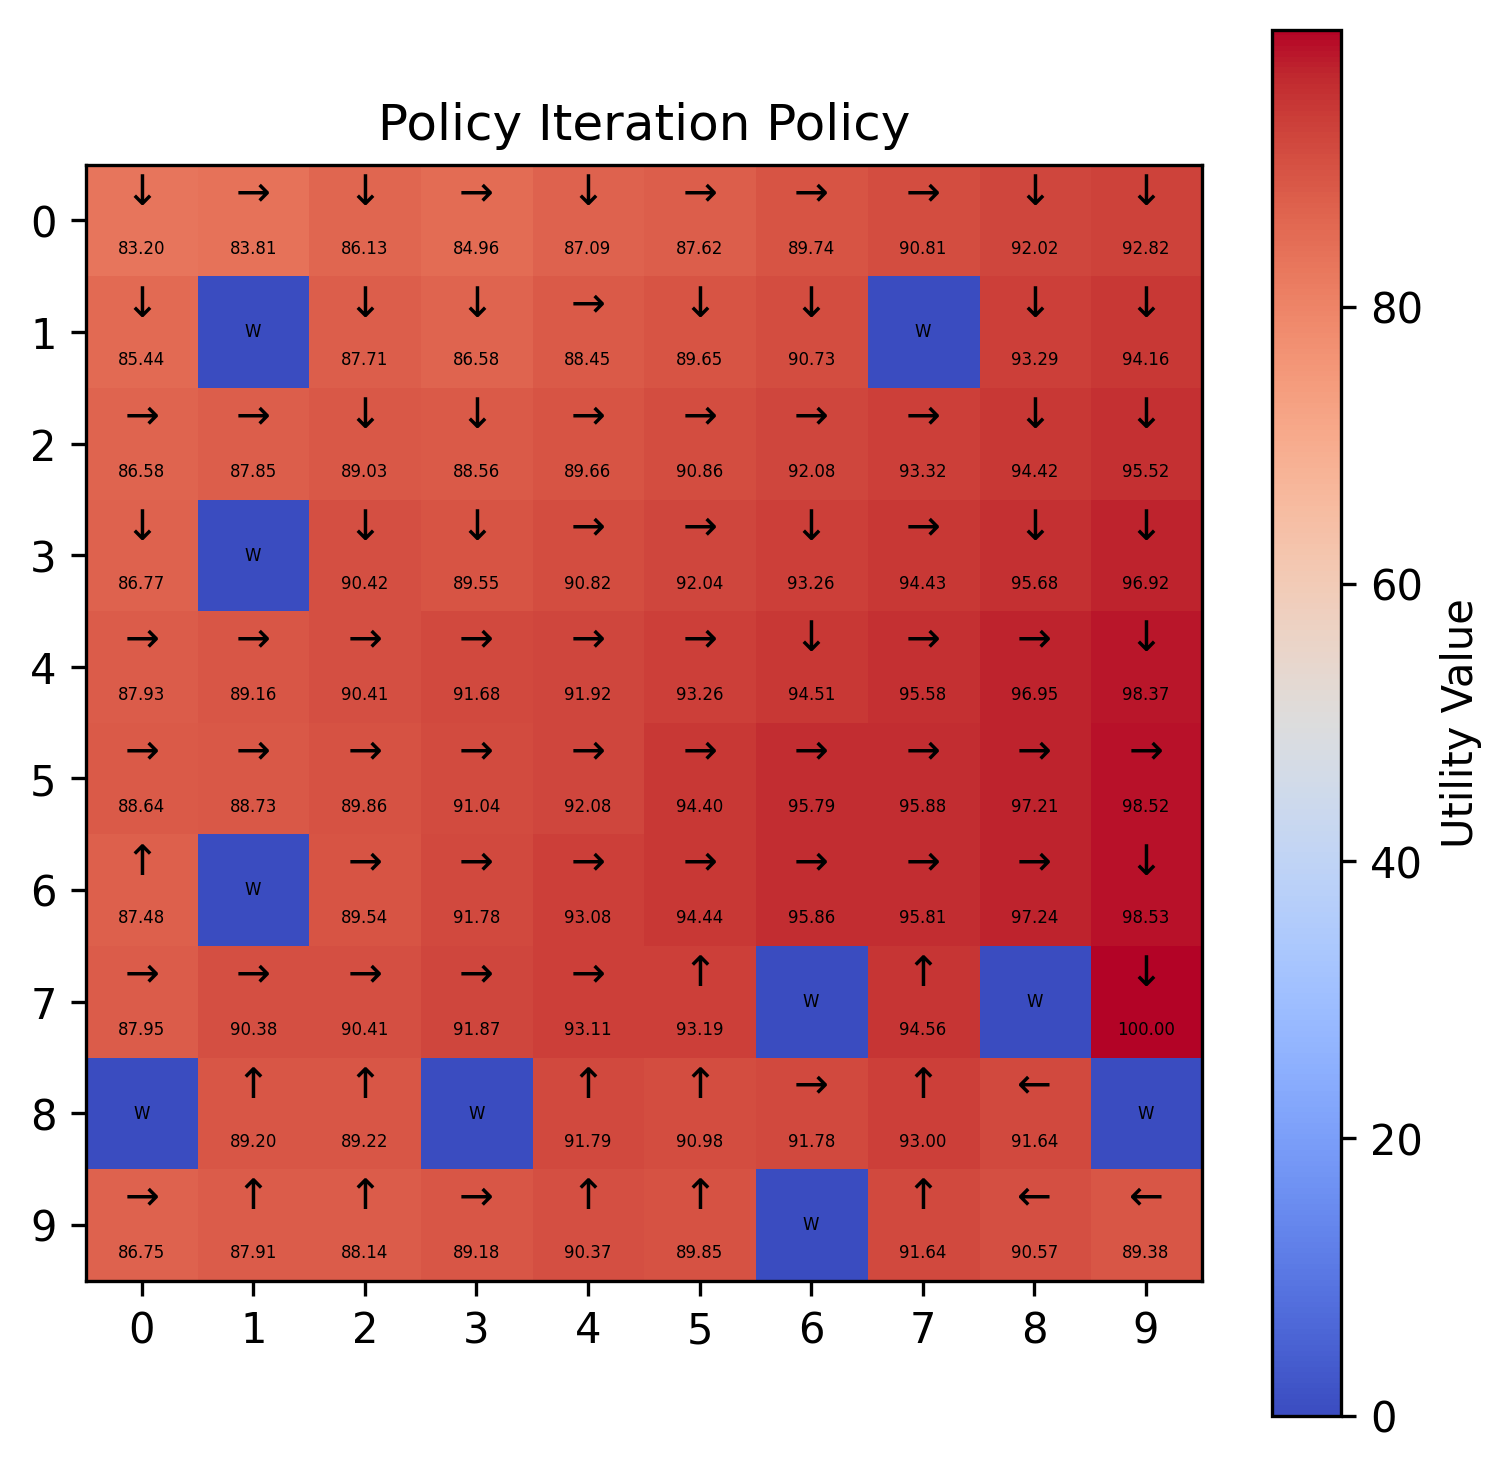 Policy Iteration Policy
0 ↓ → ↓ → ↓ → → → ↓ ↓
83.20 83.81 86.13 84.96 87.09 87.62 89.74 90.81 92.02 92.82
1 ↓ W ↓ ↓ → ↓ ↓ W ↓ ↓
85.44 87.71 86.58 88.45 89.65 90.73 93.29 94.16
2 → → ↓ ↓ → → → → ↓ ↓
86.58 87.85 89.03 88.56 89.66 90.86 92.08 93.32 94.42 95.52
3 ↓ W ↓ ↓ → → ↓ → ↓ ↓
86.77 90.42 89.55 90.82 92.04 93.26 94.43 95.68 96.92
4 → → → → → → ↓ → → ↓
87.93 89.16 90.41 91.68 91.92 93.26 94.51 95.58 96.95 98.37
5 → → → → → → → → → →
88.64 88.73 89.86 91.04 92.08 94.40 95.79 95.88 97.21 98.52
6 ↑ W → → → → → → → ↓
87.48 89.54 91.78 93.08 94.44 95.86 95.81 97.24 98.53
7 → → → → → ↑ W ↑ W ↓
87.95 90.38 90.41 91.87 93.11 93.19 94.56 100.00
8 W ↑ ↑ W ↑ ↑ → ↑ ← W
89.20 89.22 91.79 90.98 91.78 93.00 91.64
9 → ↑ ↑ → ↑ ↑ W ↑ ← ←
86.75 87.91 88.14 89.18 90.37 89.85 91.64 90.57 89.38
0 1 2 3 4 5 6 7 8 9
80
60
40
20
0
Utility Value